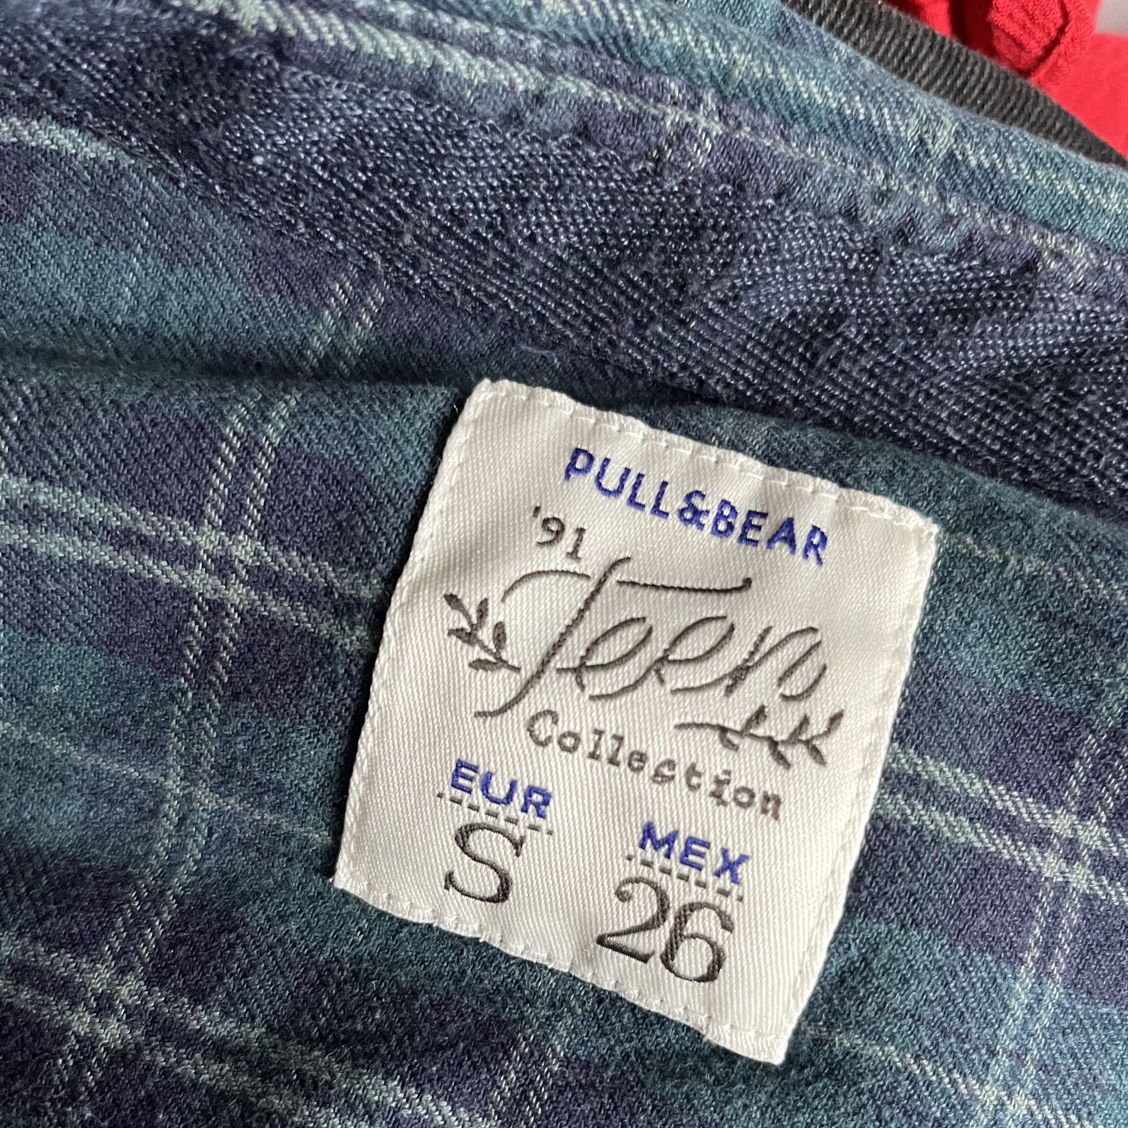 PULL&BEAR
'91
Teen
Collection
EUR
S
MEX
26